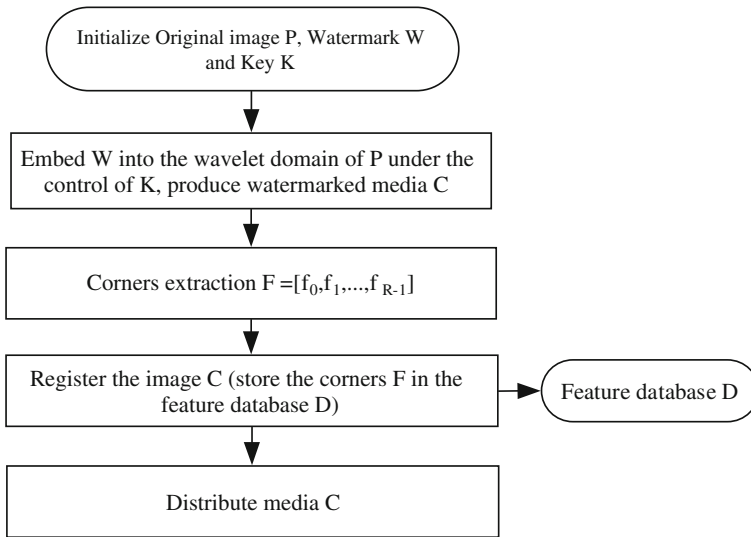 Initialize Original image P, Watermark W
and Key K
Embed W into the wavelet domain of P under the
control of K, produce watermarked media C
Corners extraction F =[f0,f1,...,f R-1]
Register the image C (store the corners F in the
feature database D)
Feature database D
Distribute media C